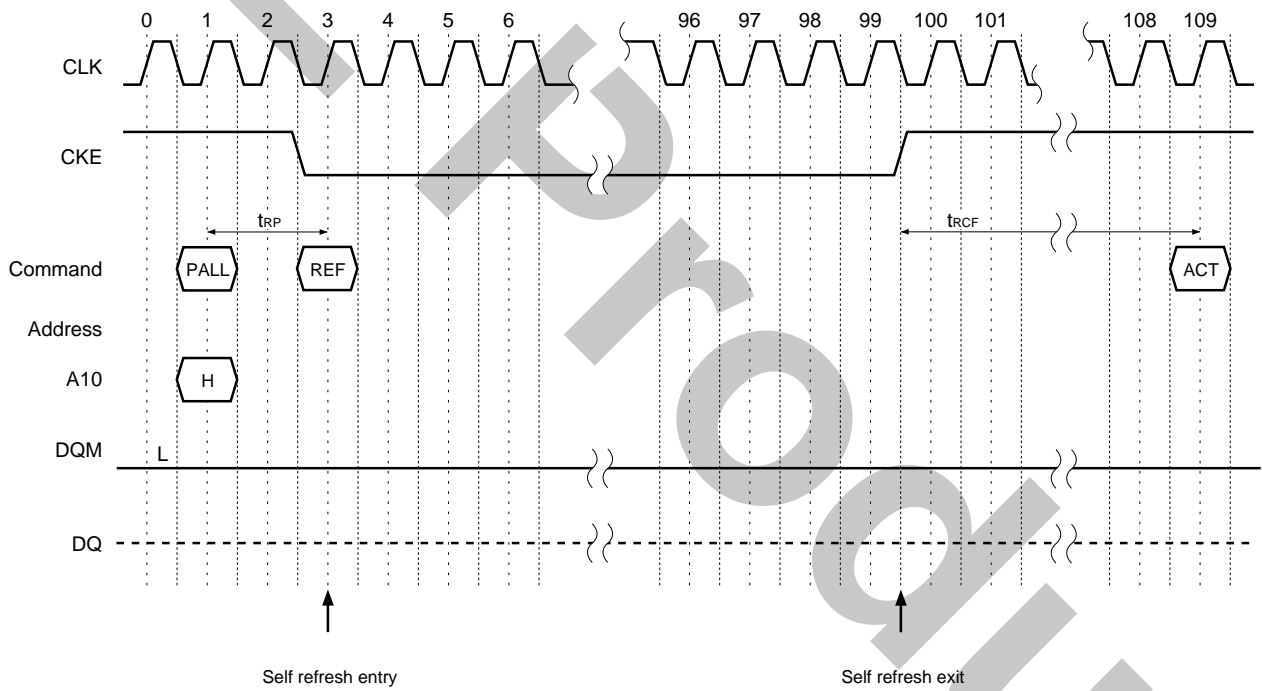 0 1 2 3 4 5 6 96 97 98 99 100 101 108 109
CLK
CKE
tRP tRCF
Command PALL REF ACT
Address
A10 H
DQM L
DQ
Self refresh entry Self refresh exit